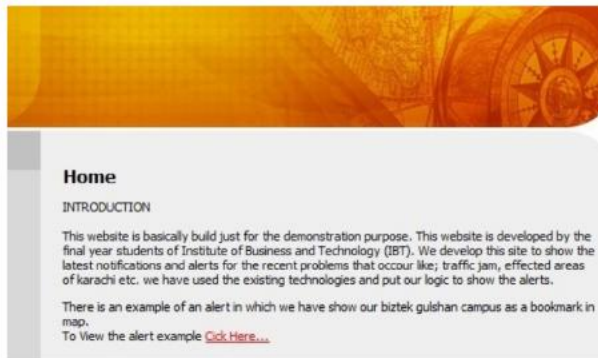 Home
INTRODUCTION
This website is basically build just for the demonstration purpose. This website is developed by the
final year students of Institute of Business and Technology (IBT). We develop this site to show the
latest notifications and alerts for the recent problems that occour like; traffic jam, effected areas
of karachi etc. we have used the existing technologies and put our logic to show the alerts.
There is an example of an alert in which we have show our biztek gulshan campus as a bookmark in
map.
To View the alert example Cick Here...